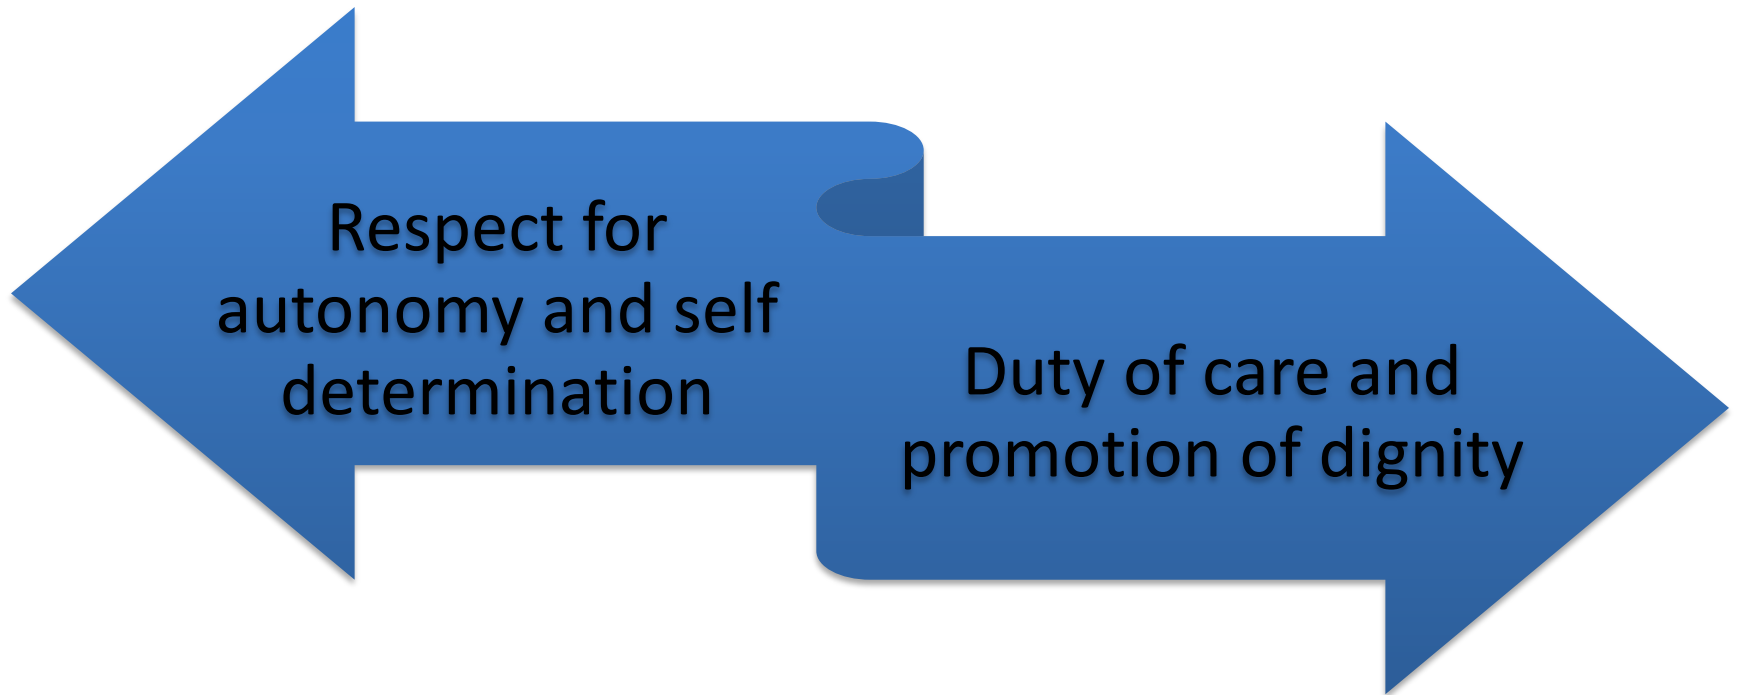 Respect for
autonomy and self
determination
Duty of care and
promotion of dignity